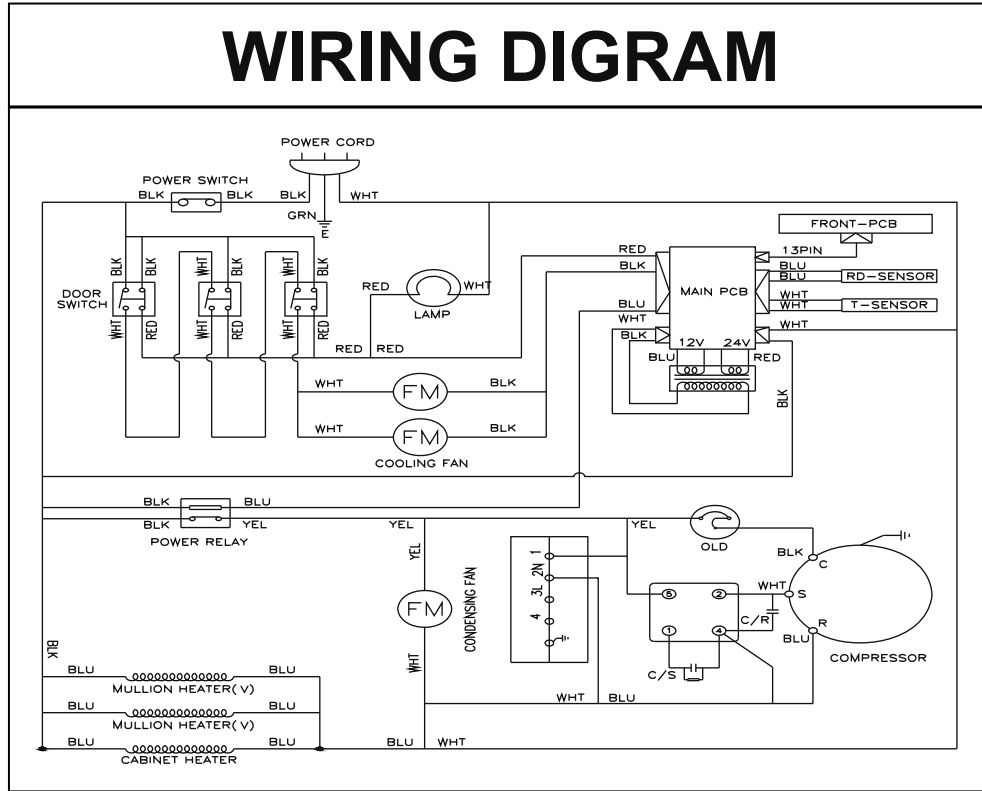 WIRING DIGRAM
POWER CORD
POWER SWITCH
BLK BLK BLK WHT
GRN
E
FRONT-PCB
13PIN
RED
BLK
BLU
BLU
RD-SENSOR
BLK BLK WHT BLK WHT BLK
DOOR
SWITCH
RED WHT
LAMP
MAIN PCB
WHT
WHT
T-SENSOR
BLU
WHT
BLK
WHT
WHT RED WHT RED WHT RED
RED RED
12V 24V
BLU RED
WHT FM BLK
BLK
WHT FM BLK
COOLING FAN
BLK BLU
BLK YEL YEL YEL
POWER RELAY
OLD
YEL
CONDENSING FAN
1
2N
3L
4
BLK
C
WHT S
5 2
C/R
1 4
R
BLU
COMPRESSOR
FM
WHT
C/S
BLK
BLU BLU
MULLION HEATER(V)
WHT BLU
BLU BLU
MULLION HEATER(V)
BLU BLU BLU WHT
CABINET HEATER